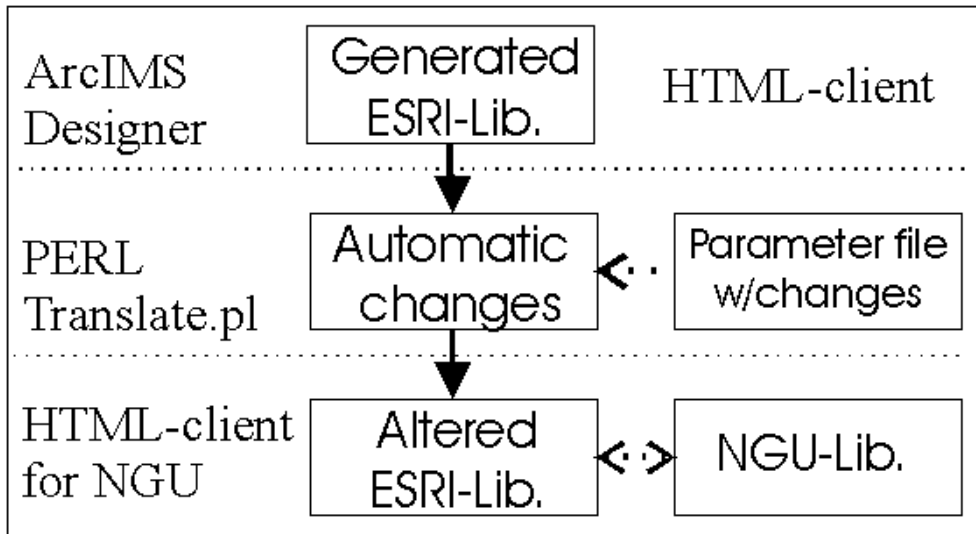 ArcIMS
Designer
Generated
ESRI-Lib.
HTML-client
PERL
Translate.pl
Automatic
changes
Parameter file
w/changes
HTML-client
for NGU
Altered
ESRI-Lib.
NGU-Lib.